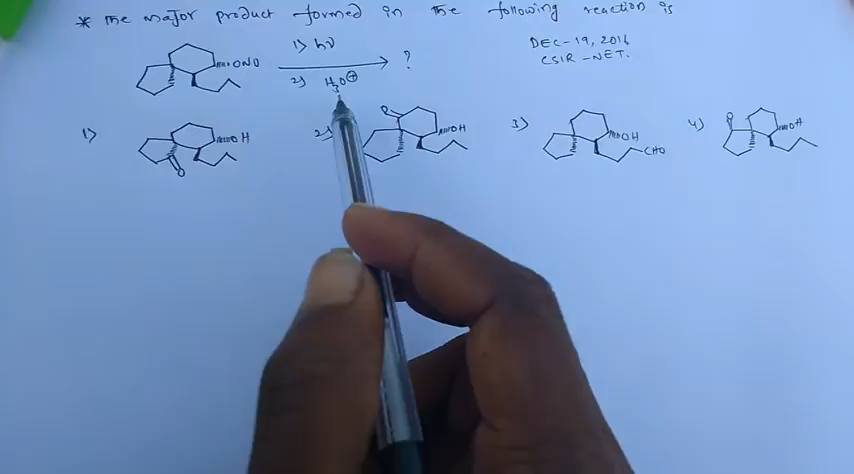 * The major product formed in the following reaction is
ONO
1) hν
2) H₃O⊕
?
DEC-19, 2016
CSIR-NET.
1)
OH
O
2)
O
OH
3)
OH
CHO
4)
O
OH